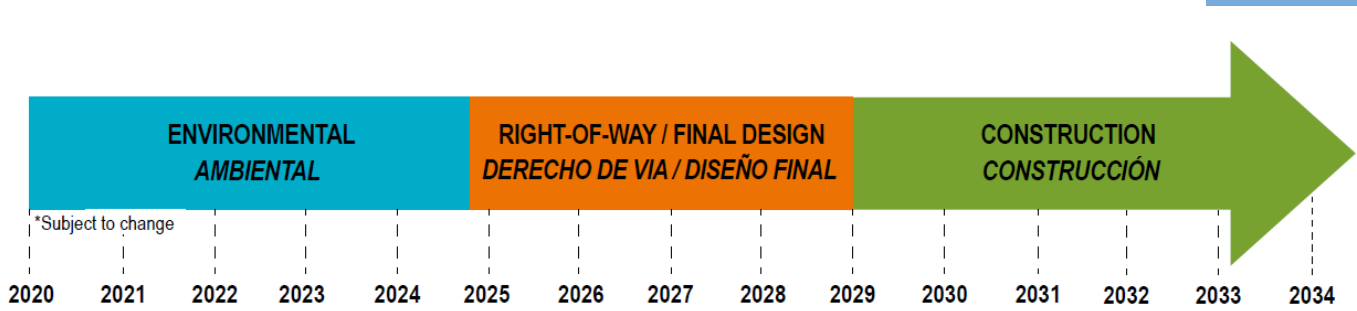 ENVIRONMENTAL
AMBIENTAL
RIGHT-OF-WAY / FINAL DESIGN
DERECHO DE VIA / DISEÑO FINAL
CONSTRUCTION
CONSTRUCCIÓN
*Subject to change
2020 2021 2022 2023 2024 2025 2026 2027 2028 2029 2030 2031 2032 2033 2034